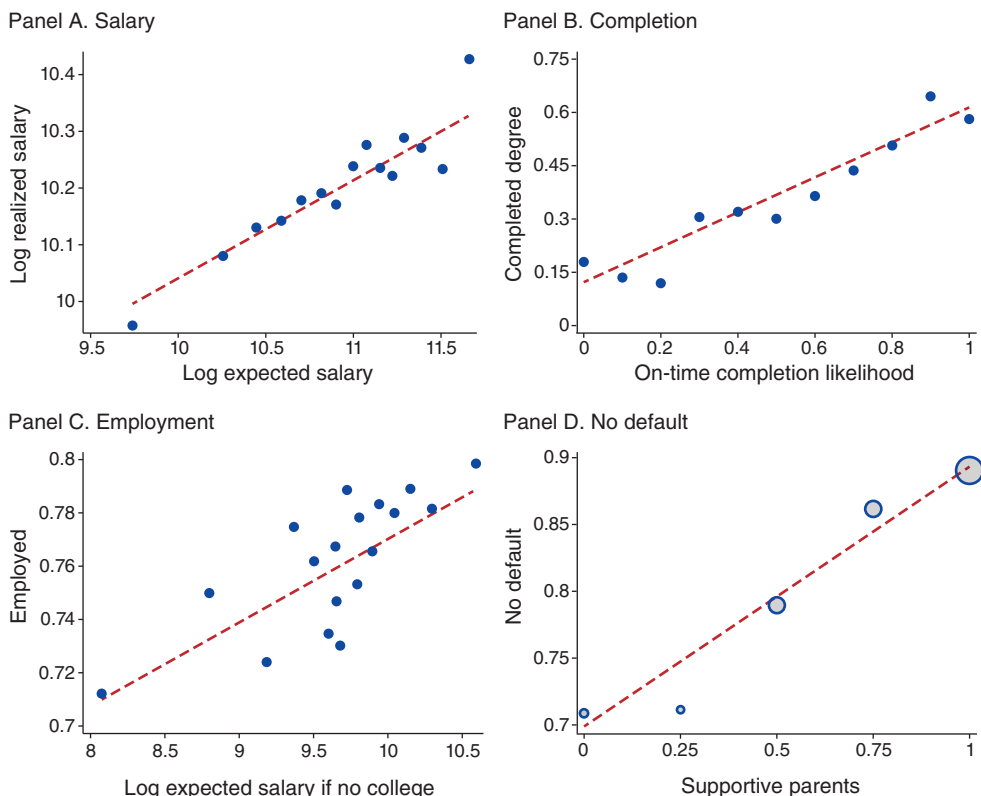 Panel A. Salary
Log realized salary
10.4
10.3
10.2
10.1
10
9.5 10 10.5 11 11.5
Log expected salary
Panel B. Completion
Completed degree
0.75
0.6
0.45
0.3
0.15
0
0 0.2 0.4 0.6 0.8 1
On-time completion likelihood
Panel C. Employment
Employed
0.8
0.78
0.76
0.74
0.72
0.7
8 8.5 9 9.5 10 10.5
Log expected salary if no college
Panel D. No default
No default
0.9
0.85
0.8
0.75
0.7
0 0.25 0.5 0.75 1
Supportive parents